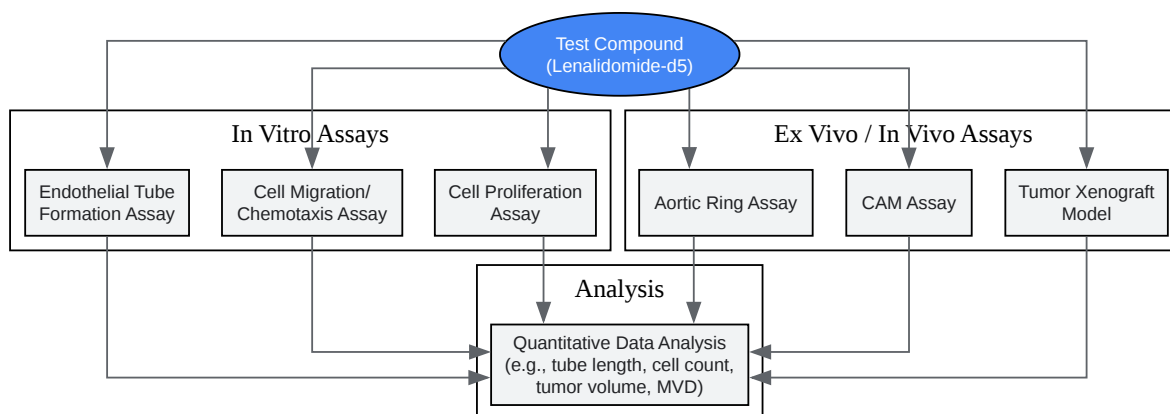 Test Compound
(Lenalidomide-d5)
In Vitro Assays
Ex Vivo / In Vivo Assays
Endothelial Tube
Formation Assay
Cell Migration/
Chemotaxis Assay
Cell Proliferation
Assay
Aortic Ring Assay
CAM Assay
Tumor Xenograft
Model
Analysis
Quantitative Data Analysis
(e.g., tube length, cell count,
tumor volume, MVD)